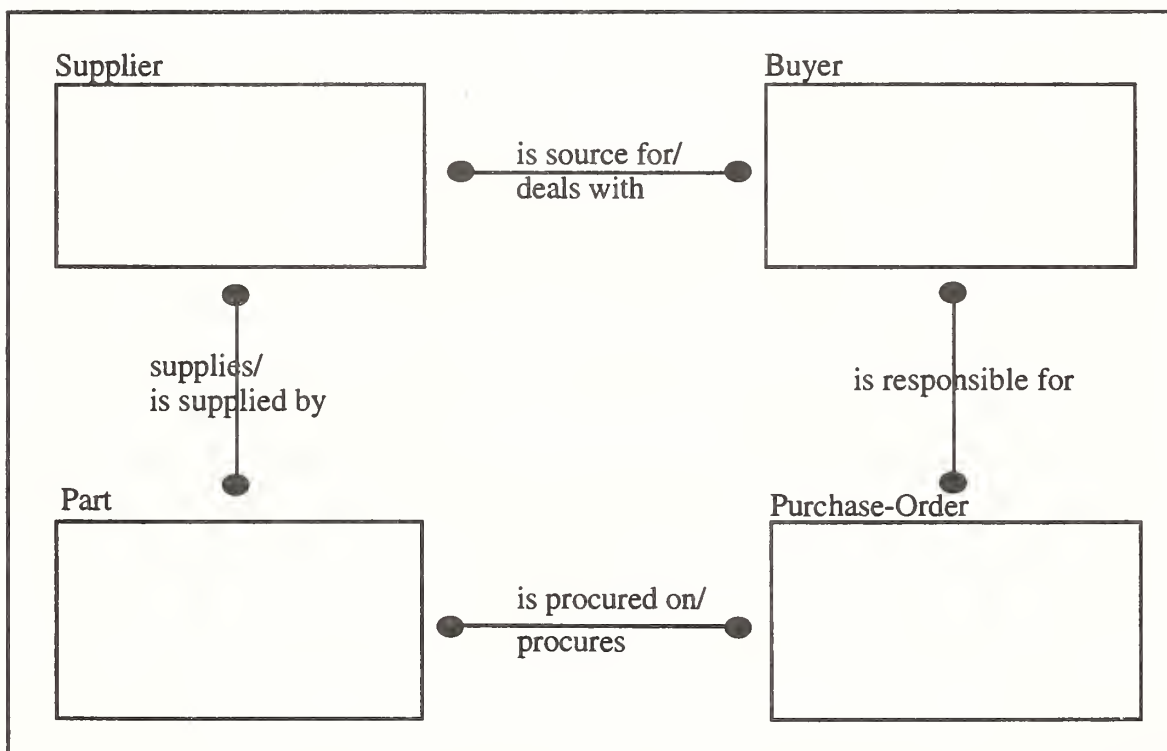 Supplier
Buyer
is source for/
deals with
supplies/
is supplied by
is responsible for
Part
Purchase-Order
is procured on/
procures